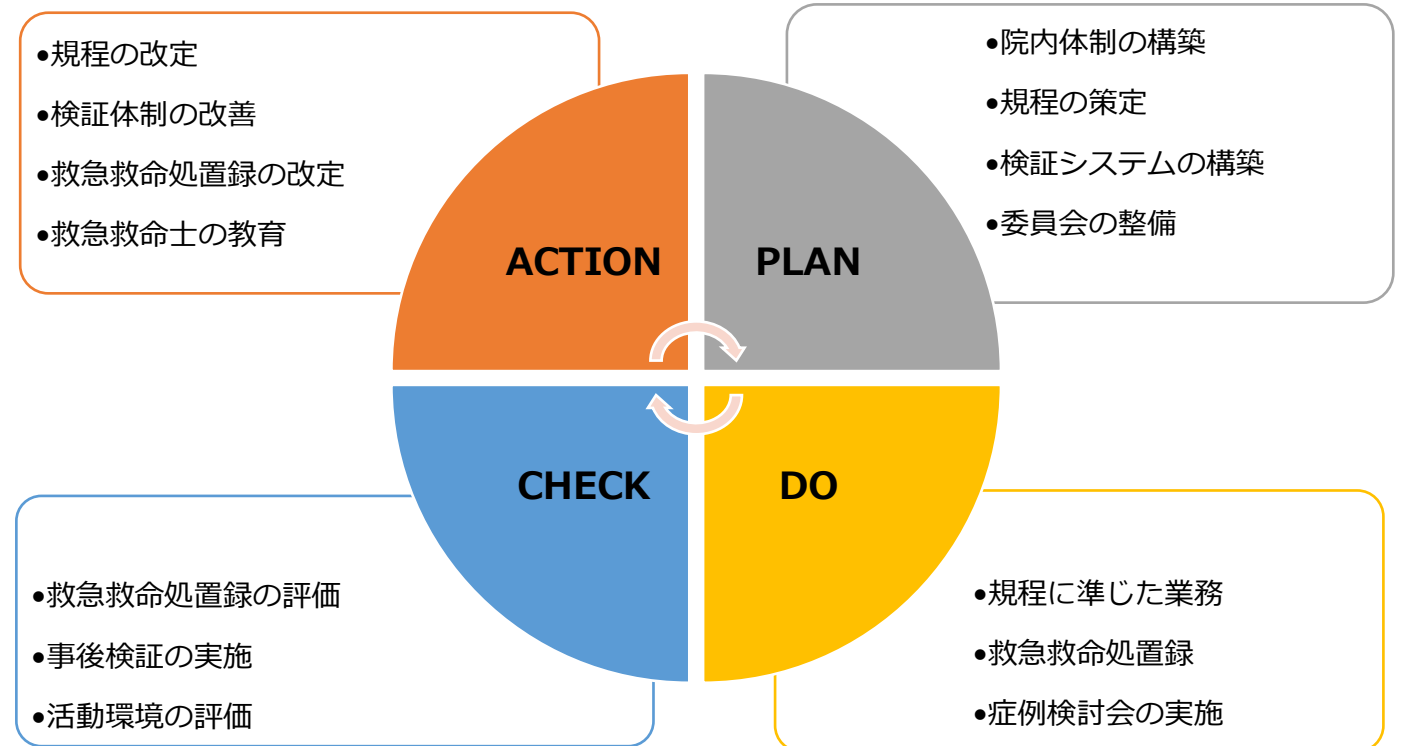 •規程の改定
•検証体制の改善
•救急救命処置録の改定
•救急救命士の教育
•院内体制の構築
•規程の策定
•検証システムの構築
•委員会の整備
ACTION
PLAN
CHECK
DO
•救急救命処置録の評価
•事後検証の実施
•活動環境の評価
•規程に準じた業務
•救急救命処置録
•症例検討会の実施